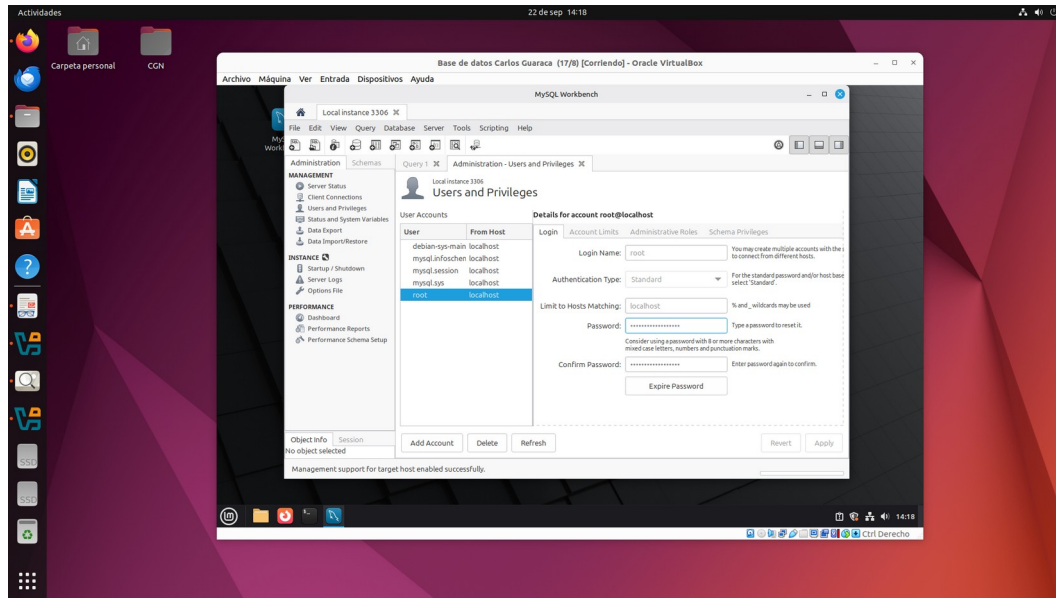 Actividades
22 de sep 14:18
Carpeta personal
CGN
Base de datos Carlos Guaraca (17/8) [Corriendo] - Oracle VirtualBox
Archivo Máquina Ver Entrada Dispositivos Ayuda
MySQL Workbench
Local instance 3306
File Edit View Query Database Server Tools Scripting Help
Administration Schemas
Query 1 Administration - Users and Privileges
MANAGEMENT
Server Status
Client Connections
Users and Privileges
Status and System Variables
Data Export
Data Import/Restore
INSTANCE
Startup / Shutdown
Server Logs
Options File
PERFORMANCE
Dashboard
Performance Reports
Performance Schema Setup
Object Info Session
No object selected
Local instance 3306
Users and Privileges
User Accounts
User From Host
debian-sys-main localhost
mysql.infoschen localhost
mysql.session localhost
mysql.sys localhost
root localhost
Details for account root@localhost
Login Account Limits Administrative Roles Schema Privileges
Login Name: root
You may create multiple accounts with the
to connect from different hosts.
Authentication Type: Standard
For the standard password and/or host base
select 'Standard'.
Limit to Hosts Matching: localhost
% and _ wildcards may be used
Password:
Type a password to reset it.
Consider using a password with 8 or more characters with
mixed case letters, numbers and punctuation marks.
Confirm Password:
Enter password again to confirm.
Expire Password
Add Account Delete Refresh
Revert Apply
Management support for target host enabled successfully.
14:18
Ctrl Derecho
SSD
SSD